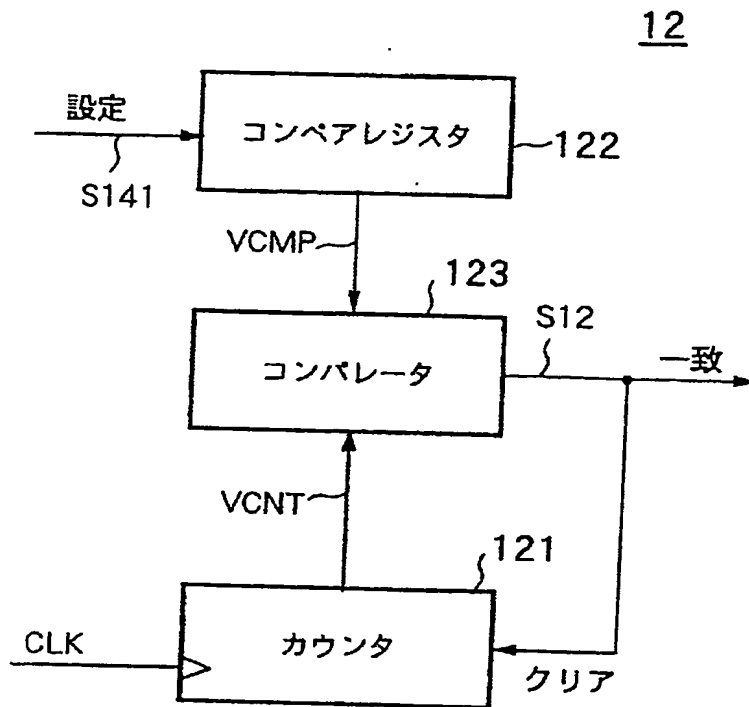 12
設定
コンペアレジスタ
122
S141
VCMP
123
S12
コンパレータ
一致
VCNT
121
CLK
カウンタ
クリア